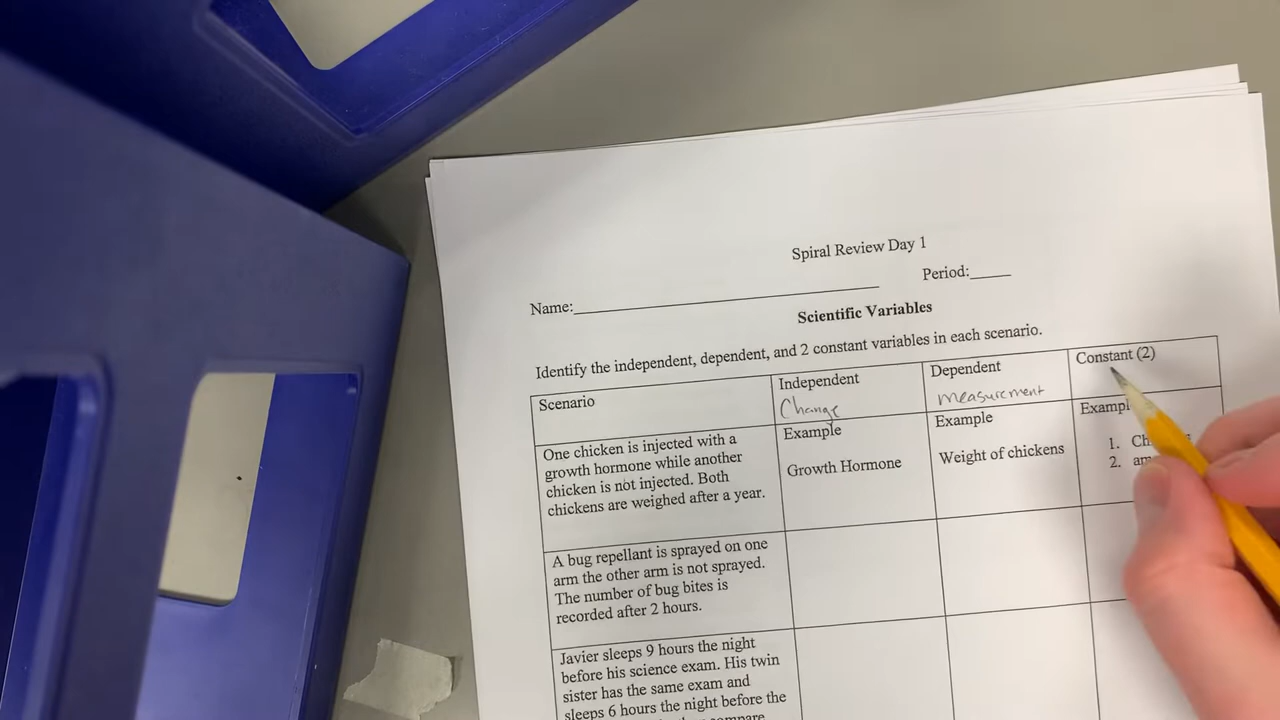 Spiral Review Day 1
Name: Period:
Scientific Variables
Identify the independent, dependent, and 2 constant variables in each scenario.
Scenario
Independent
Change
Dependent
measurement
Constant (2)
One chicken is injected with a
growth hormone while another
chicken is not injected. Both
chickens are weighed after a year.
Example
Growth Hormone
Example
Weight of chickens
1.
2.
A bug repellant is sprayed on one
arm the other arm is not sprayed.
The number of bug bites is
recorded after 2 hours.
Javier sleeps 9 hours the night
before his science exam. His twin
sister has the same exam and
sleeps 6 hours the night before the
compare